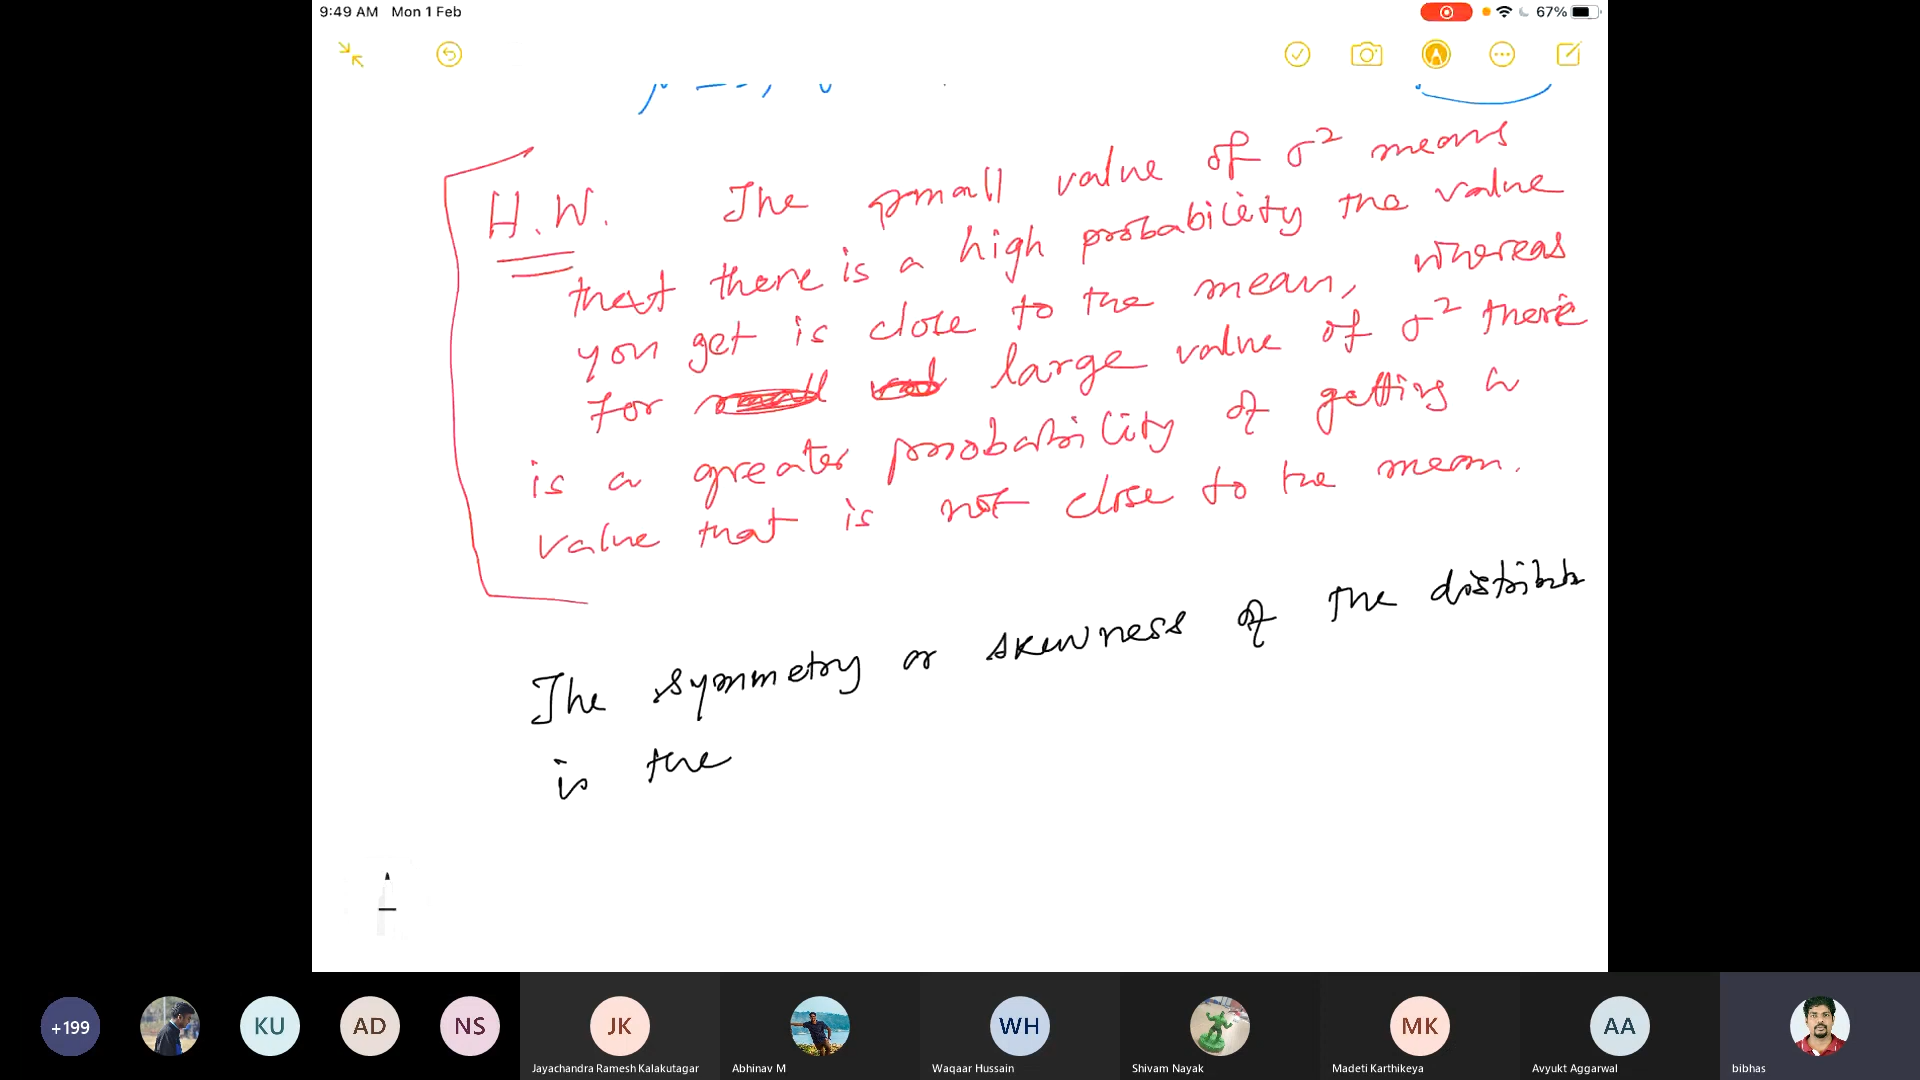 9:49 AM Mon 1 Feb
67%
H.W. The small value of σ² means
that there is a high probability the value
you get is close to the mean, whereas
for large value of σ² there
is a greater probability of getting a
value that is not close to the mean.
The symmetry or skewness of the distribut
is the
+199
KU
AD
NS
JK
WH
MK
AA
Jayachandra Ramesh Kalakutagar
Abhinav M
Waqaar Hussain
Shivam Nayak
Madeti Karthikeya
Avyukt Aggarwal
bibhas